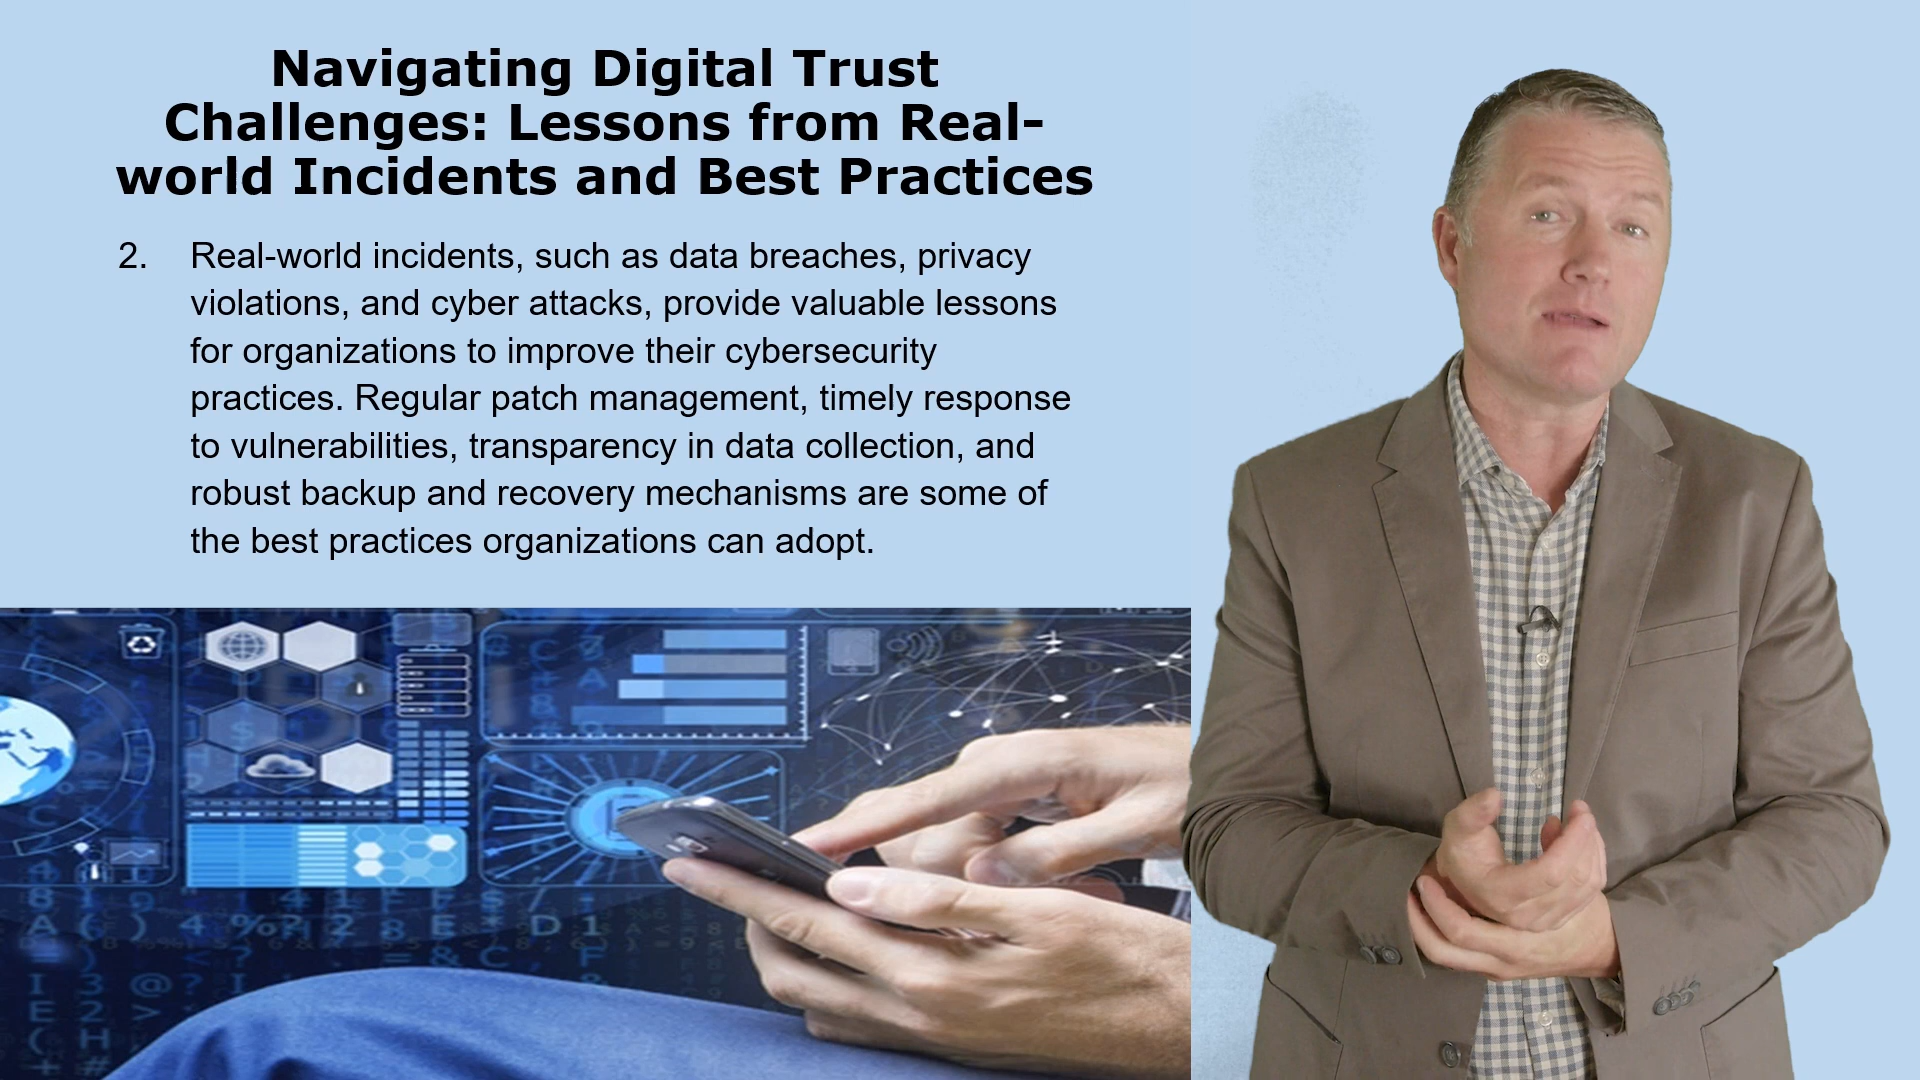 Navigating Digital Trust
Challenges: Lessons from Real-
world Incidents and Best Practices
2. Real-world incidents, such as data breaches, privacy
violations, and cyber attacks, provide valuable lessons
for organizations to improve their cybersecurity
practices. Regular patch management, timely response
to vulnerabilities, transparency in data collection, and
robust backup and recovery mechanisms are some of
the best practices organizations can adopt.